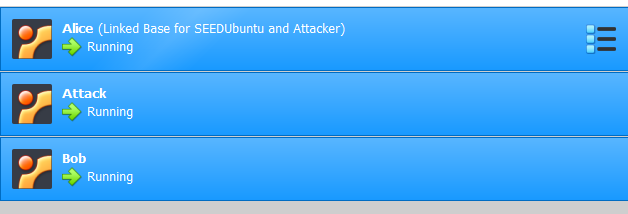 Alice (Linked Base for SEEDUbuntu and Attacker)
Running
Attack
Running
Bob
Running